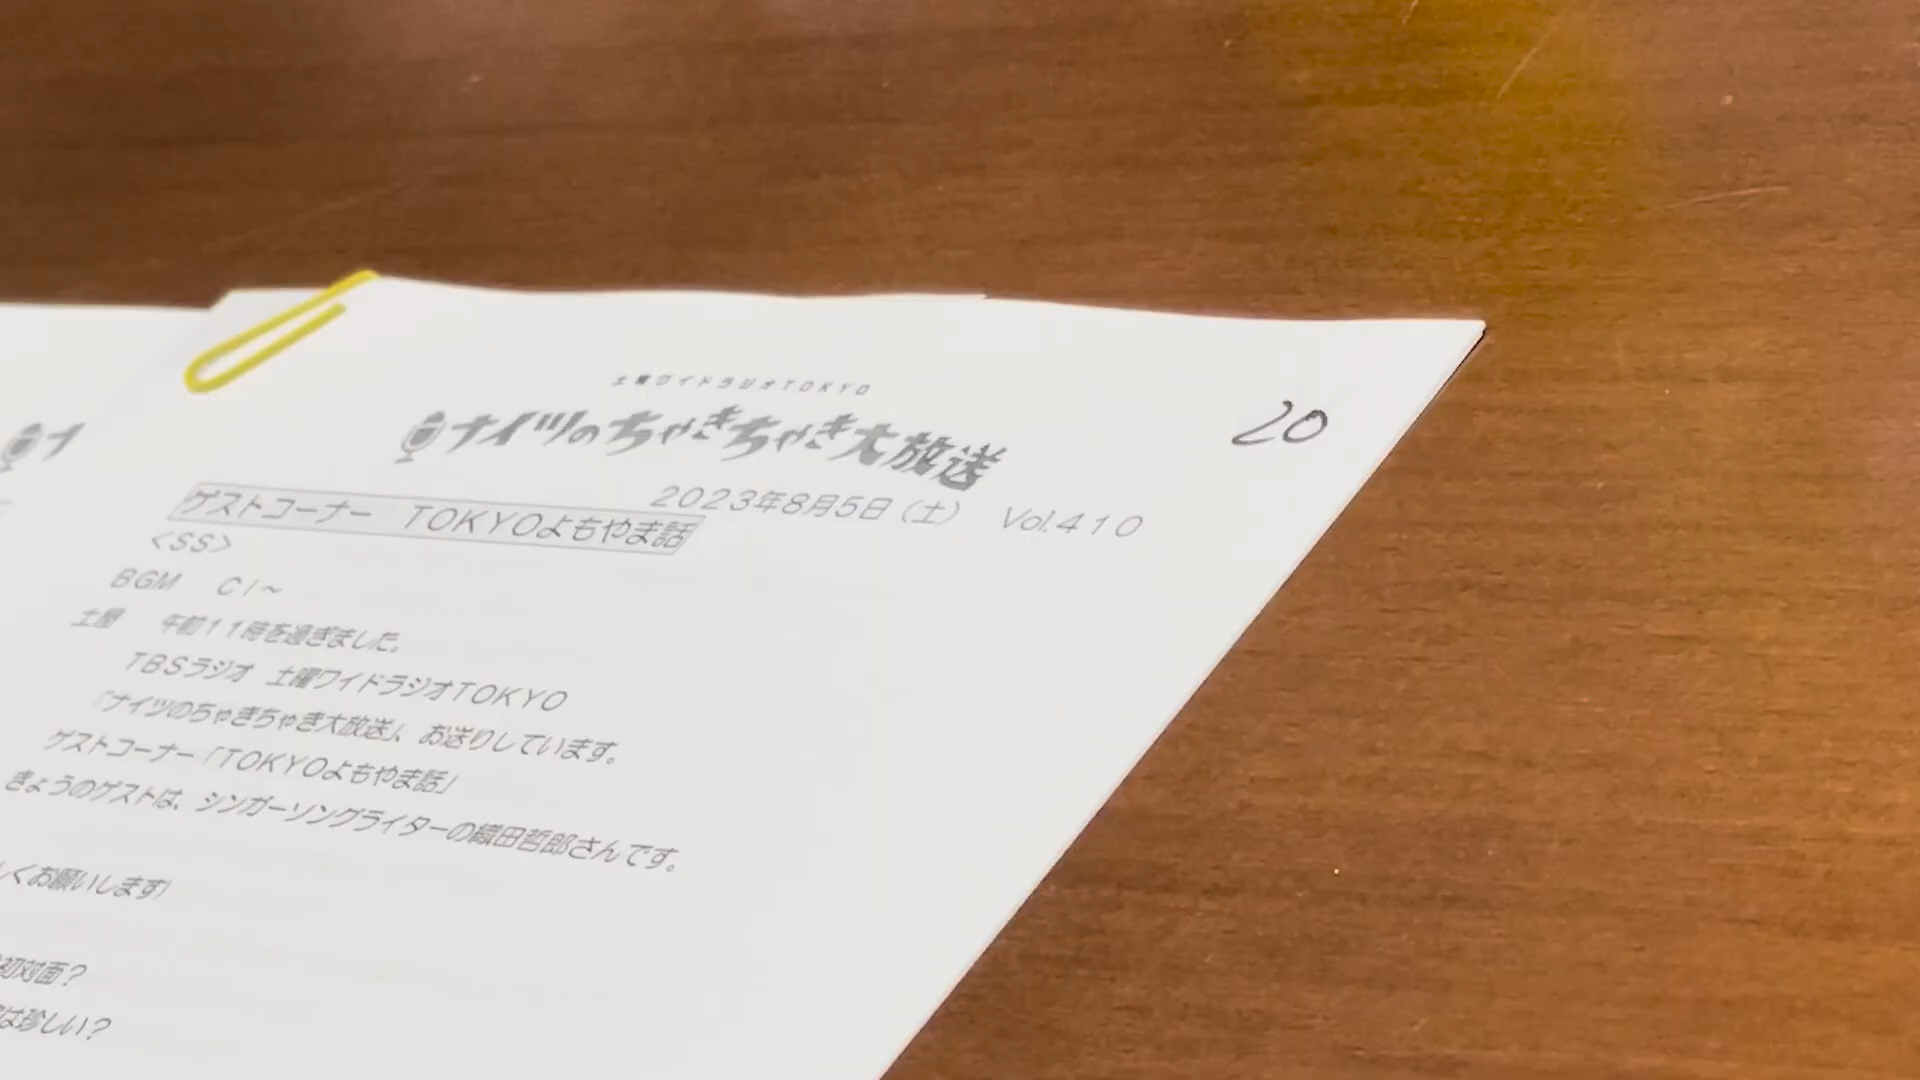 土曜ワイドラジオTOKYO
ナイツのちゃきちゃき大放送
20
2023年8月5日（土） Vol.410
ゲストコーナー TOKYOよもやま話
<SS>
BGM C/~
土屋 午前11時を過ぎました。
TBSラジオ 土曜ワイドラジオTOKYO
「ナイツのちゃきちゃき大放送」、お送りしています。
ゲストコーナー「TOKYOよもやま話」
きょうのゲストは、シンガーソングライターの織田哲郎さんです。
しくお願いします）
初対面？
は珍しい？
ナイ